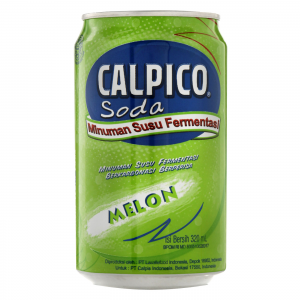 CALPICO®
Soda
Minuman Susu Fermentasi
MINUMAN SUSU FERMENTASI
BERKARBONASI BERPERISA
MELON
Isi Bersih 320 mL